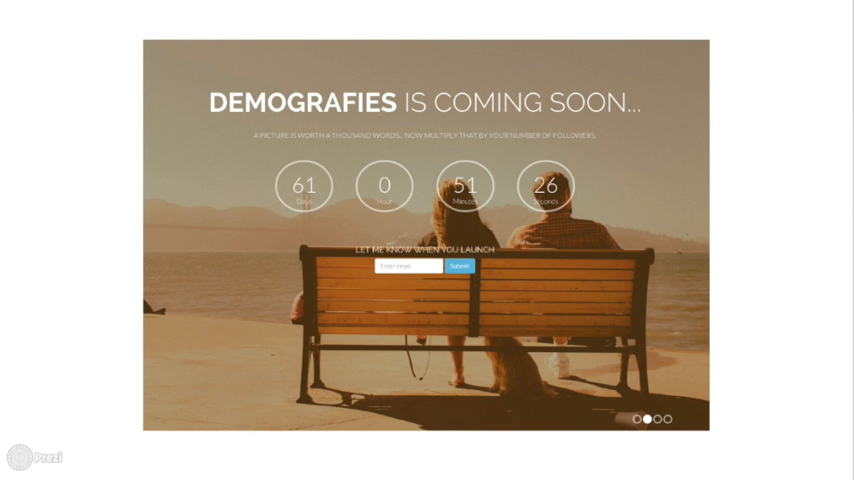 DEMOGRAFIES IS COMING SOON...
A PICTURE IS WORTH A THOUSAND WORDS... NOW MULTIPLY THAT BY YOUR NUMBER OF FOLLOWERS.
61 0 51 26
Days Hour Minutes Seconds
LET ME KNOW WHEN YOU LAUNCH
Enter email Submit
Prezi